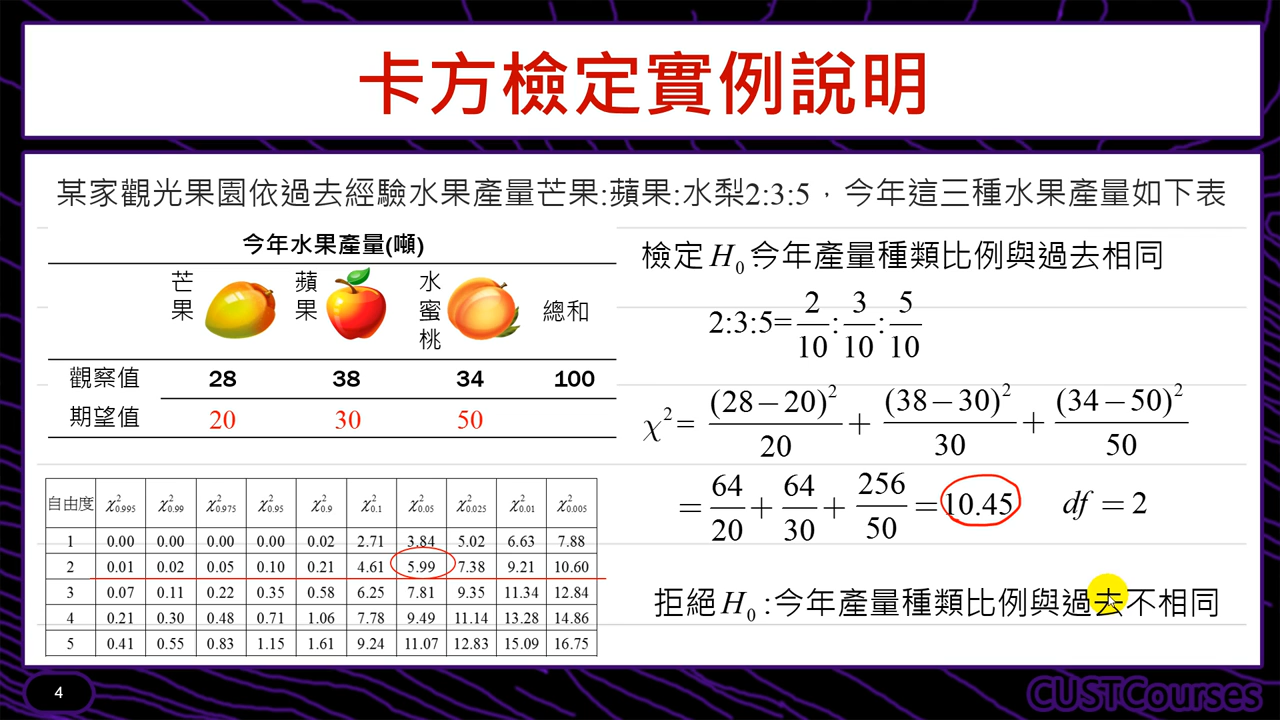 卡方檢定實例說明
某家觀光果園依過去經驗水果產量芒果:蘋果:水梨2:3:5，今年這三種水果產量如下表
今年水果產量(噸)
芒果 蘋果 水蜜桃 總和
觀察值 28 38 34 100
期望值 20 30 50
自由度 χ²0.995 χ²0.99 χ²0.975 χ²0.95 χ²0.9 χ²0.1 χ²0.05 χ²0.025 χ²0.01 χ²0.005
1 0.00 0.00 0.00 0.00 0.02 2.71 3.84 5.02 6.63 7.88
2 0.01 0.02 0.05 0.10 0.21 4.61 5.99 7.38 9.21 10.60
3 0.07 0.11 0.22 0.35 0.58 6.25 7.81 9.35 11.34 12.84
4 0.21 0.30 0.48 0.71 1.06 7.78 9.49 11.14 13.28 14.86
5 0.41 0.55 0.83 1.15 1.61 9.24 11.07 12.83 15.09 16.75
檢定 H₀:今年產量種類比例與過去相同
2:3:5= 2/10 : 3/10 : 5/10
χ² = (28−20)²/20 + (38−30)²/30 + (34−50)²/50
= 64/20 + 64/30 + 256/50 = 10.45 df = 2
拒絕 H₀ :今年產量種類比例與過去不相同
4
CUSTCourses